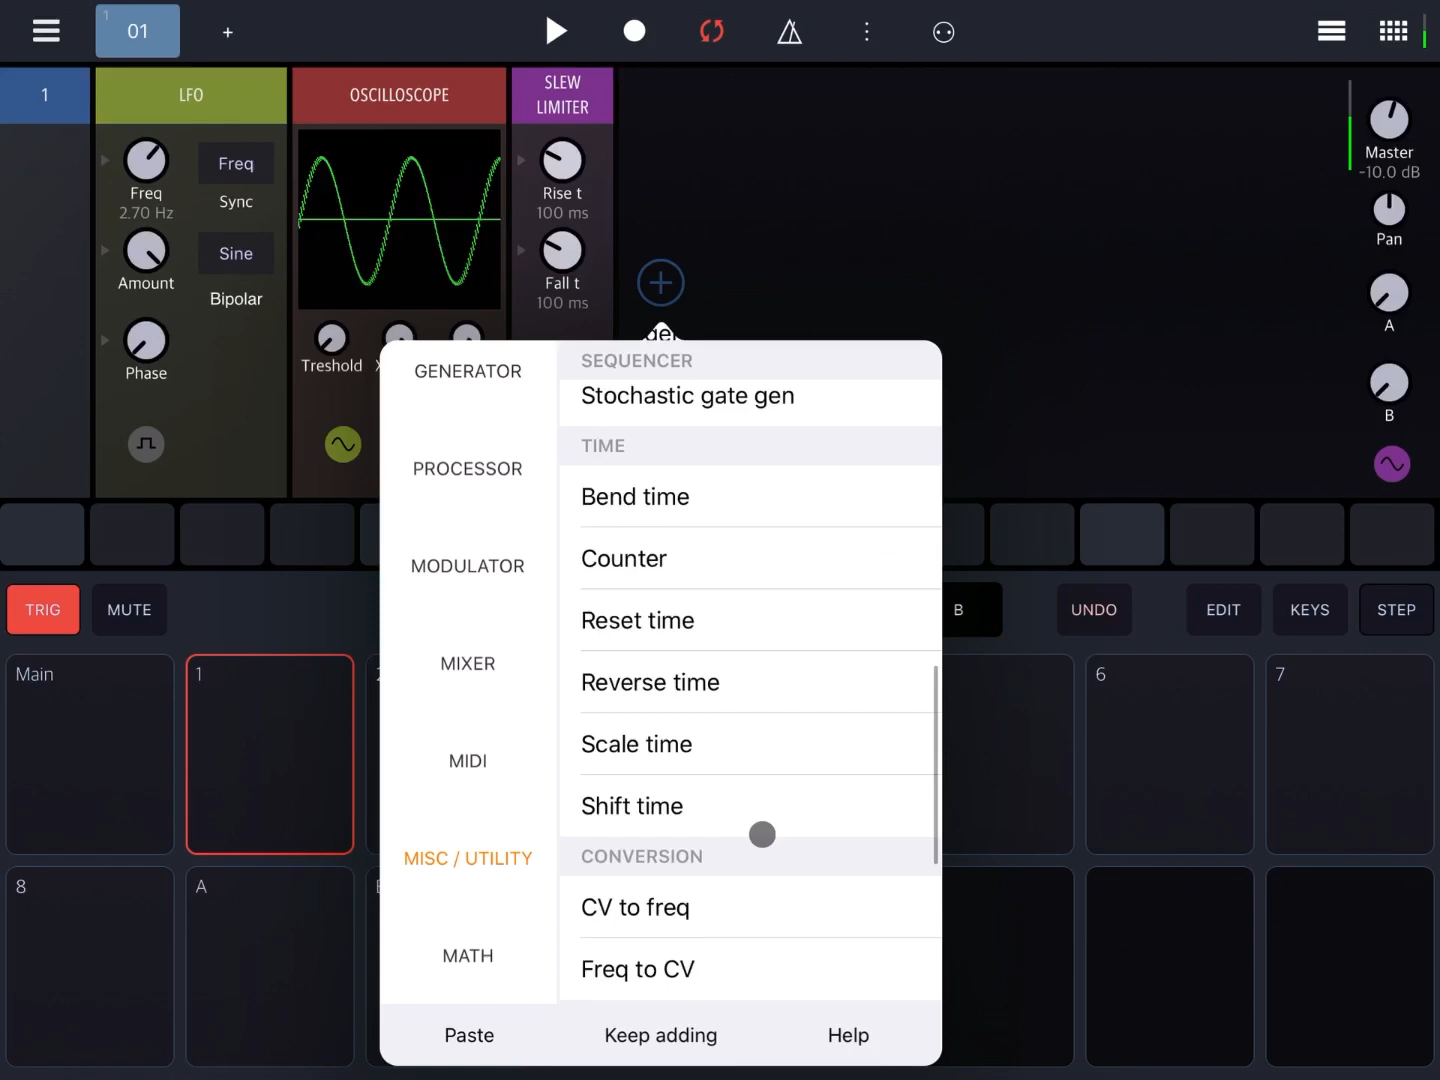 1
01
+
1
LFO
OSCILLOSCOPE
SLEW
LIMITER
Freq
2.70 Hz
Freq
Sync
Rise t
100 ms
Master
-10.0 dB
Amount
Sine
Bipolar
Fall t
100 ms
Pan
A
Phase
Treshold
B
GENERATOR
PROCESSOR
MODULATOR
MIXER
MIDI
MISC / UTILITY
MATH
SEQUENCER
Stochastic gate gen
TIME
Bend time
Counter
Reset time
Reverse time
Scale time
Shift time
CONVERSION
CV to freq
Freq to CV
Paste
Keep adding
Help
TRIG
MUTE
B
UNDO
EDIT
KEYS
STEP
Main
1
6
7
8
A